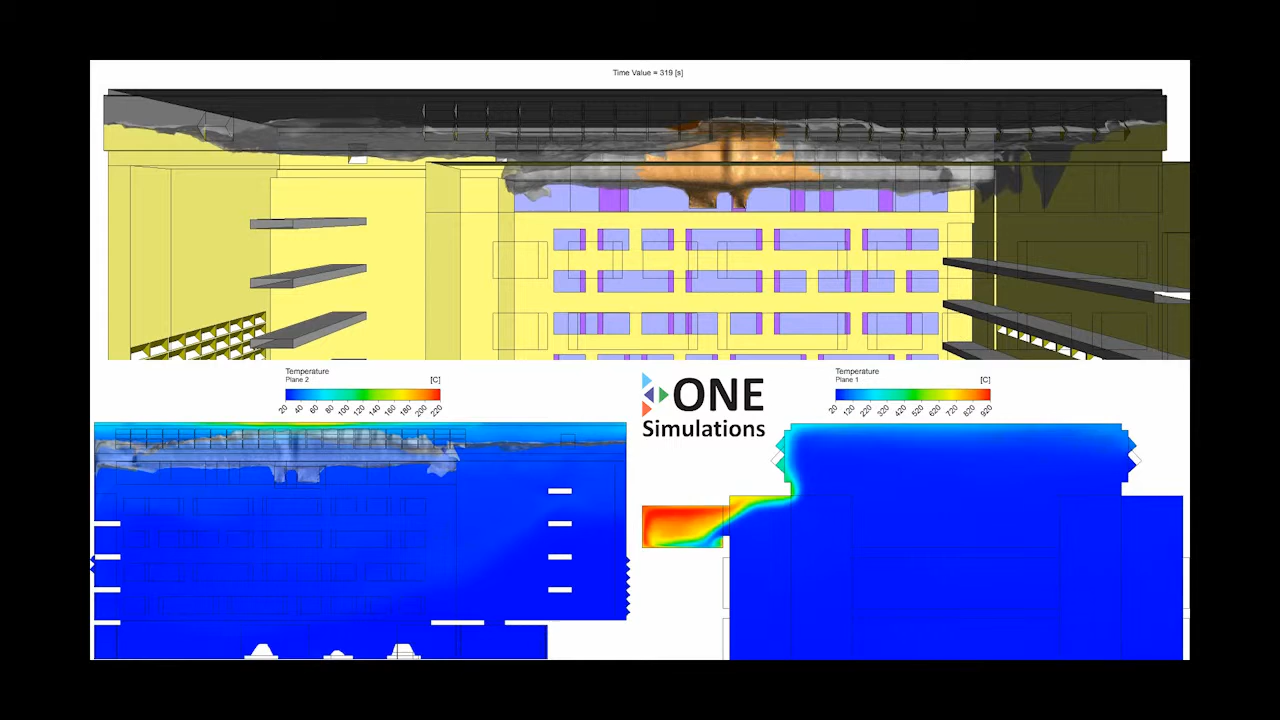 Time Value = 319 [s]
Temperature
Plane 2
[C]
20 40 60 80 100 120 140 160 180 200 220
ONE
Simulations
Temperature
Plane 1
[C]
20 120 220 320 420 520 620 720 820 920